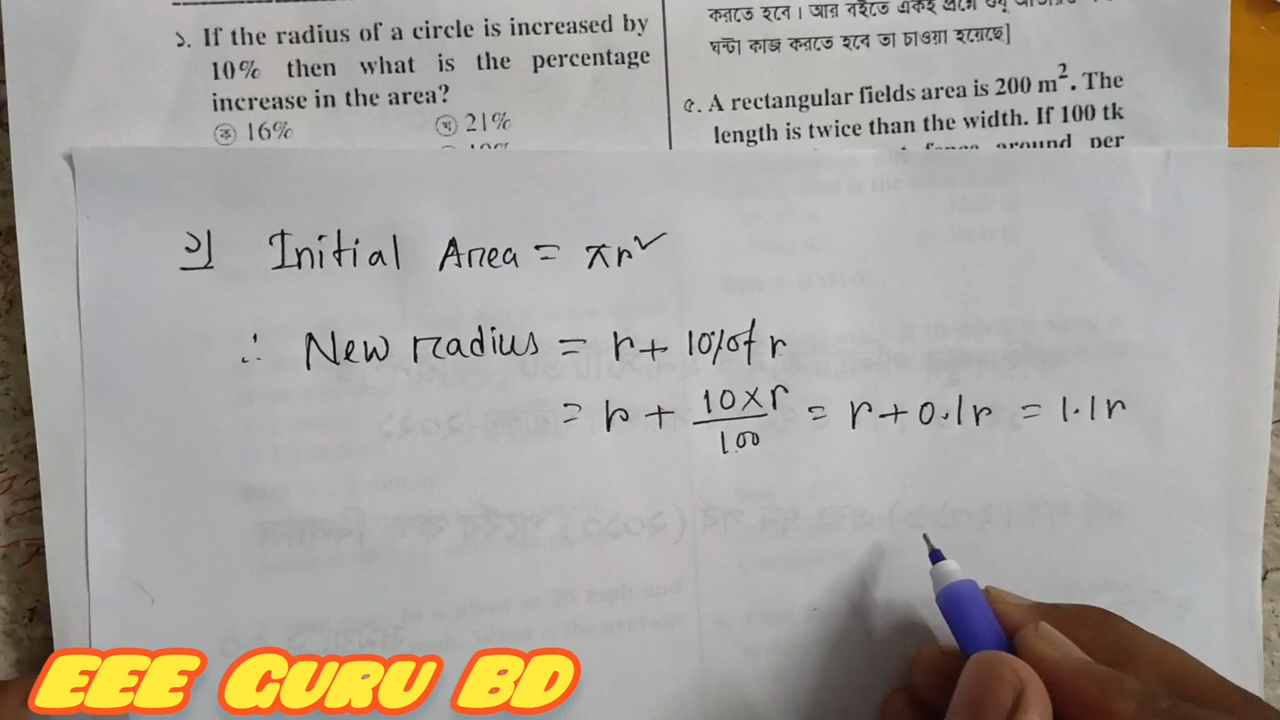 ১. If the radius of a circle is increased by
10% then what is the percentage
increase in the area?
ক 16%
খ 21%
করতে হবে। আর
ঘন্টা কাজ করতে হবে তা চাওয়া হয়েছে]
৫. A rectangular fields area is 200 m². The
length is twice than the width. If 100 tk
around per
১| Initial Area = πr²
∴ New radius = r + 10% of r
= r + 10×r/100 = r + 0.1r = 1.1r
EEE GURU BD